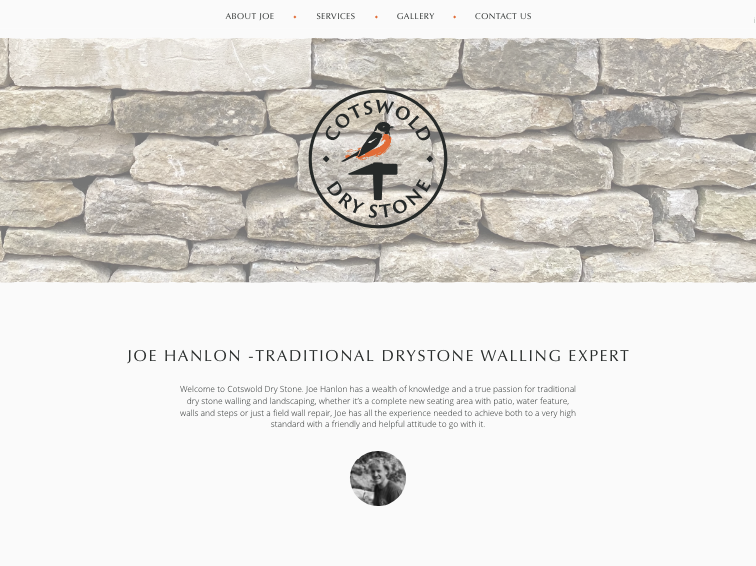 ABOUT JOE • SERVICES • GALLERY • CONTACT US
COTSWOLD
DRY STONE
JOE HANLON -TRADITIONAL DRYSTONE WALLING EXPERT
Welcome to Cotswold Dry Stone. Joe Hanlon has a wealth of knowledge and a true passion for traditional
dry stone walling and landscaping, whether it's a complete new seating area with patio, water feature,
walls and steps or just a field wall repair, Joe has all the experience needed to achieve both to a very high
standard with a friendly and helpful attitude to go with it.